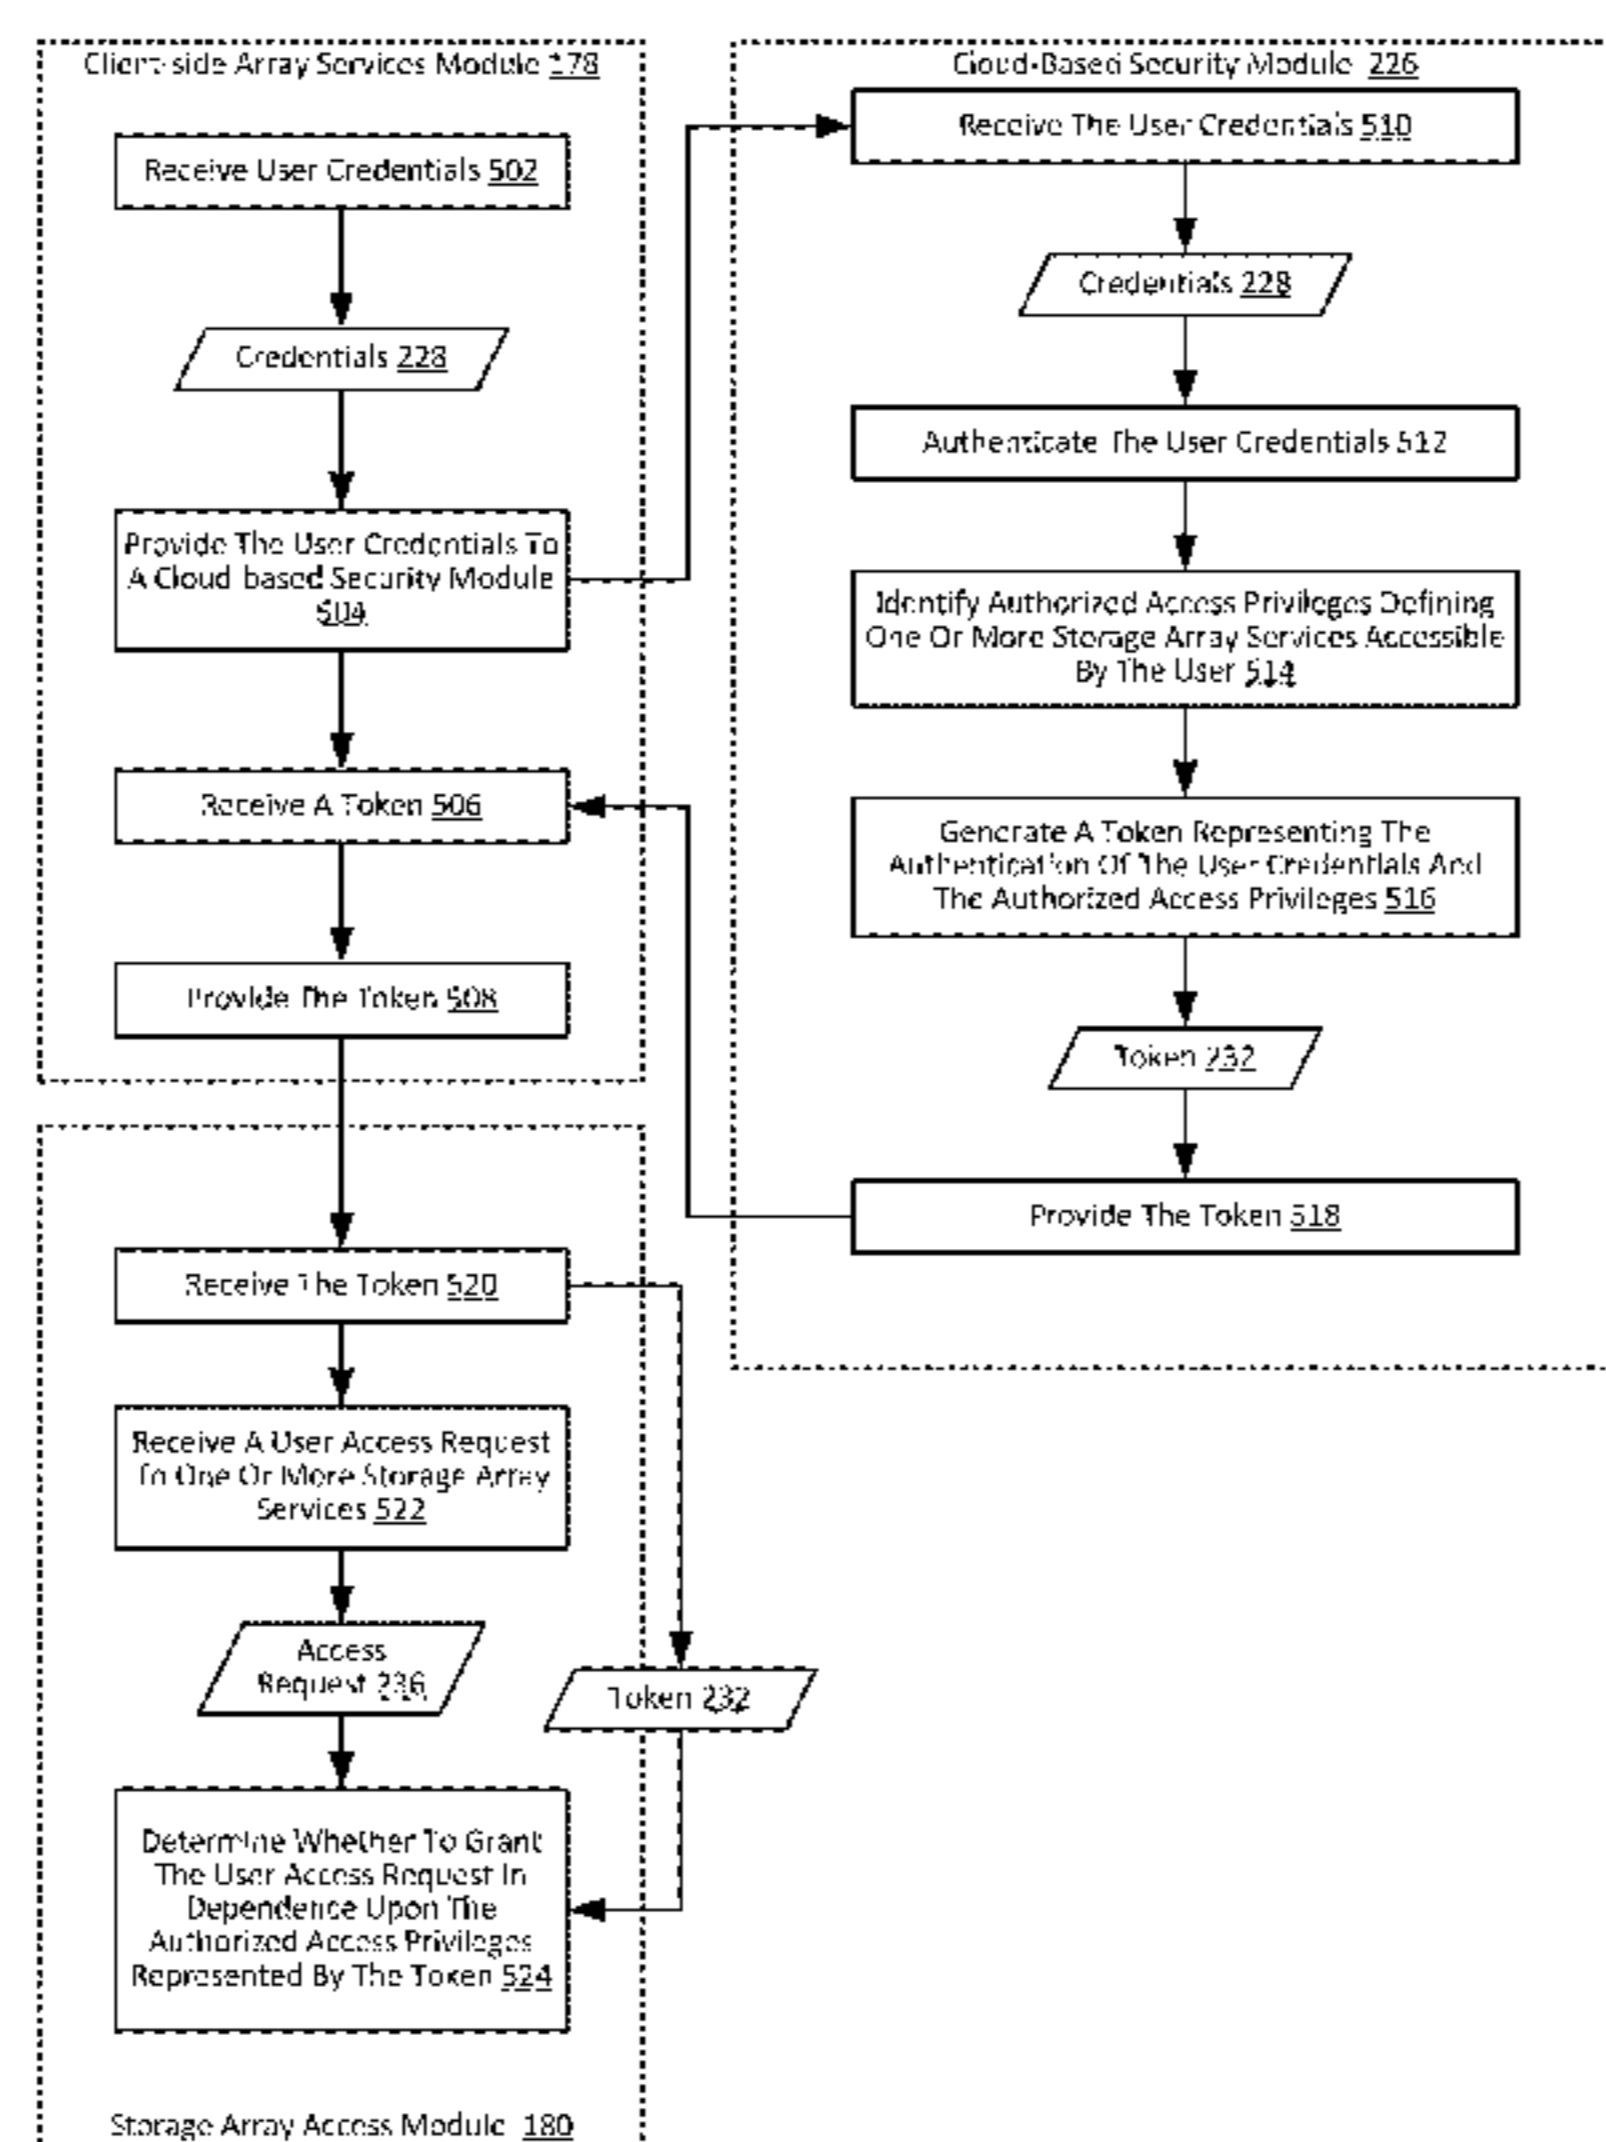 Client-side Array Services Module 178
Receive User Credentials 502
Credentials 228
Provide The User Credentials To
A Cloud-based Security Module
504
Receive A Token 506
Provide The Token 508
Cloud-Based Security Module 226
Receive The User Credentials 510
Credentials 228
Authenticate The User Credentials 512
Identify Authorized Access Privileges Defining
One Or More Storage Array Services Accessible
By The User 514
Generate A Token Representing The
Authentication Of The User Credentials And
The Authorized Access Privileges 516
Token 232
Provide The Token 518
Receive The Token 520
Receive A User Access Request
To One Or More Storage Array
Services 522
Access
Request 236
Token 232
Determine Whether To Grant
The User Access Request In
Dependence Upon The
Authorized Access Privileges
Represented By The Token 524
Storage Array Access Module 180